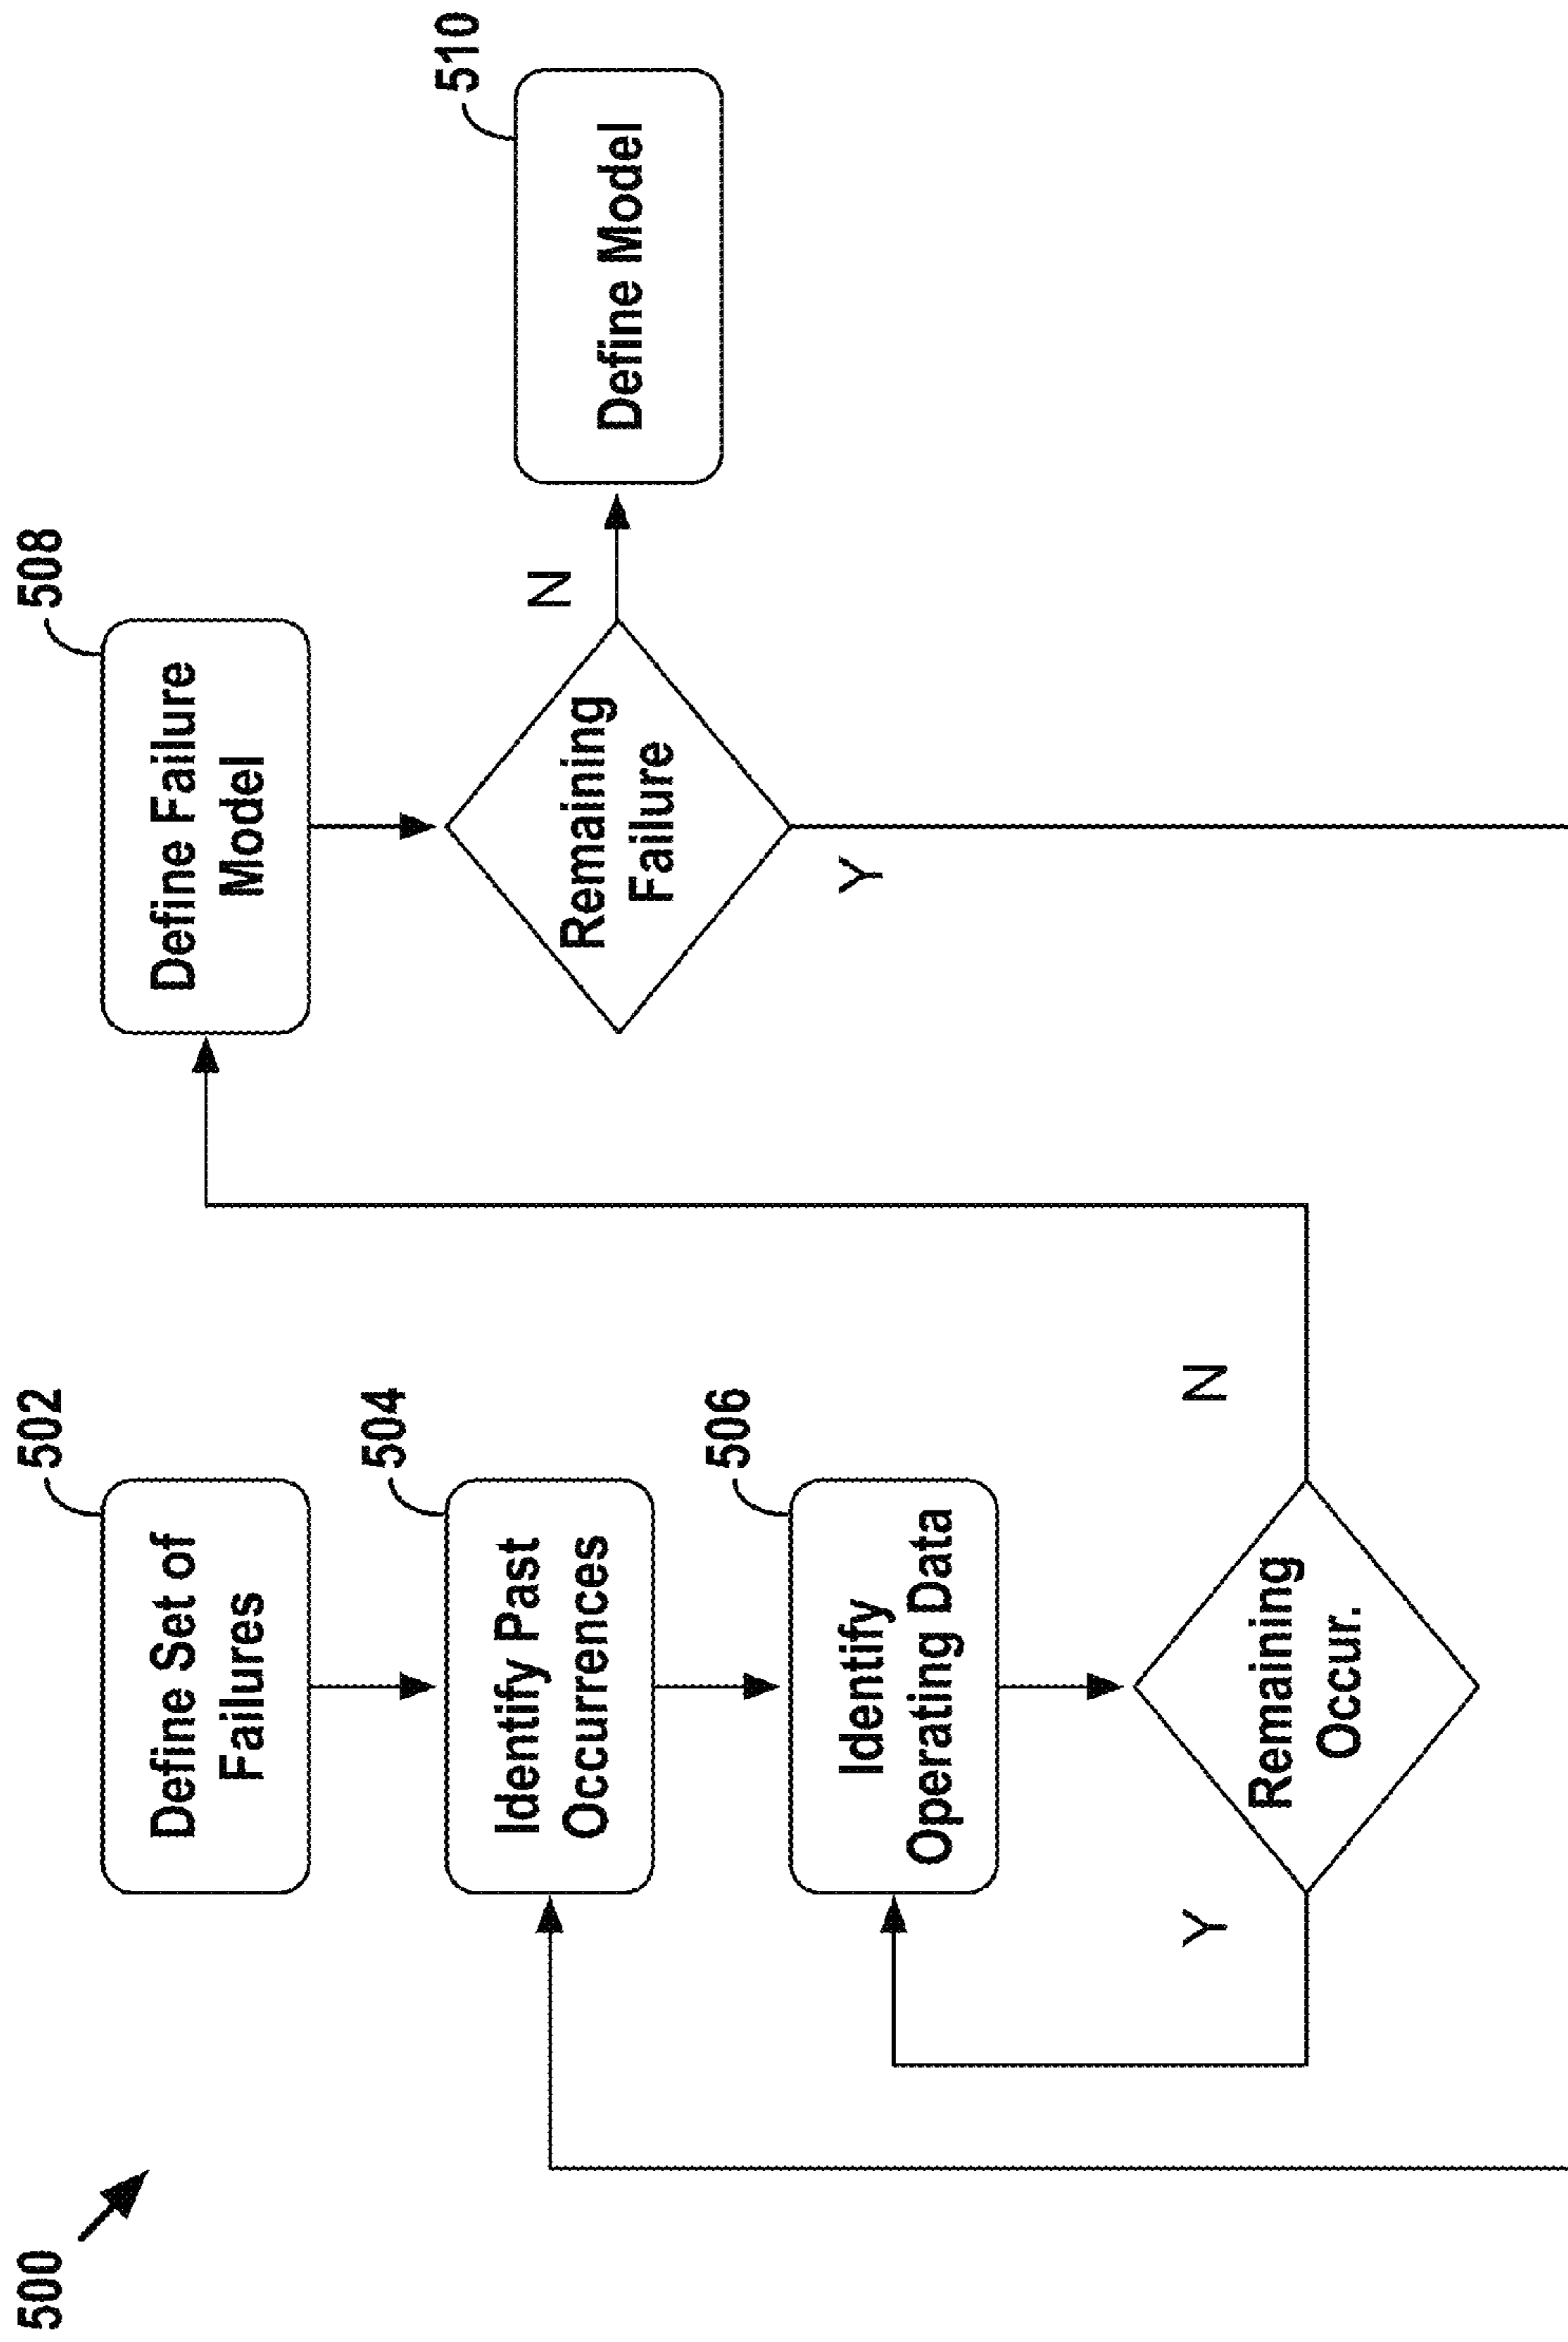 500
502
Define Set of
Failures
504
Identify Past
Occurrences
506
Identify
Operating Data
Remaining
Occur.
Y
N
508
Define Failure
Model
Remaining
Failure
N
Y
510
Define Model